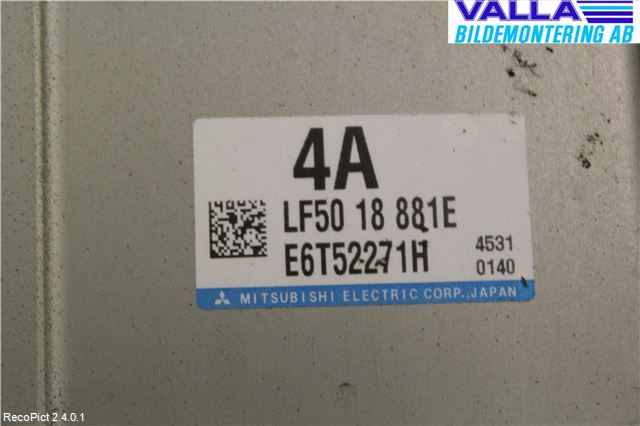 VALLA
BILDEMONTERING AB
4A
LF50 18 881E
E6T52271H
4531
0140
MITSUBISHI ELECTRIC CORP.,JAPAN
RecoPict 2.4.0.1